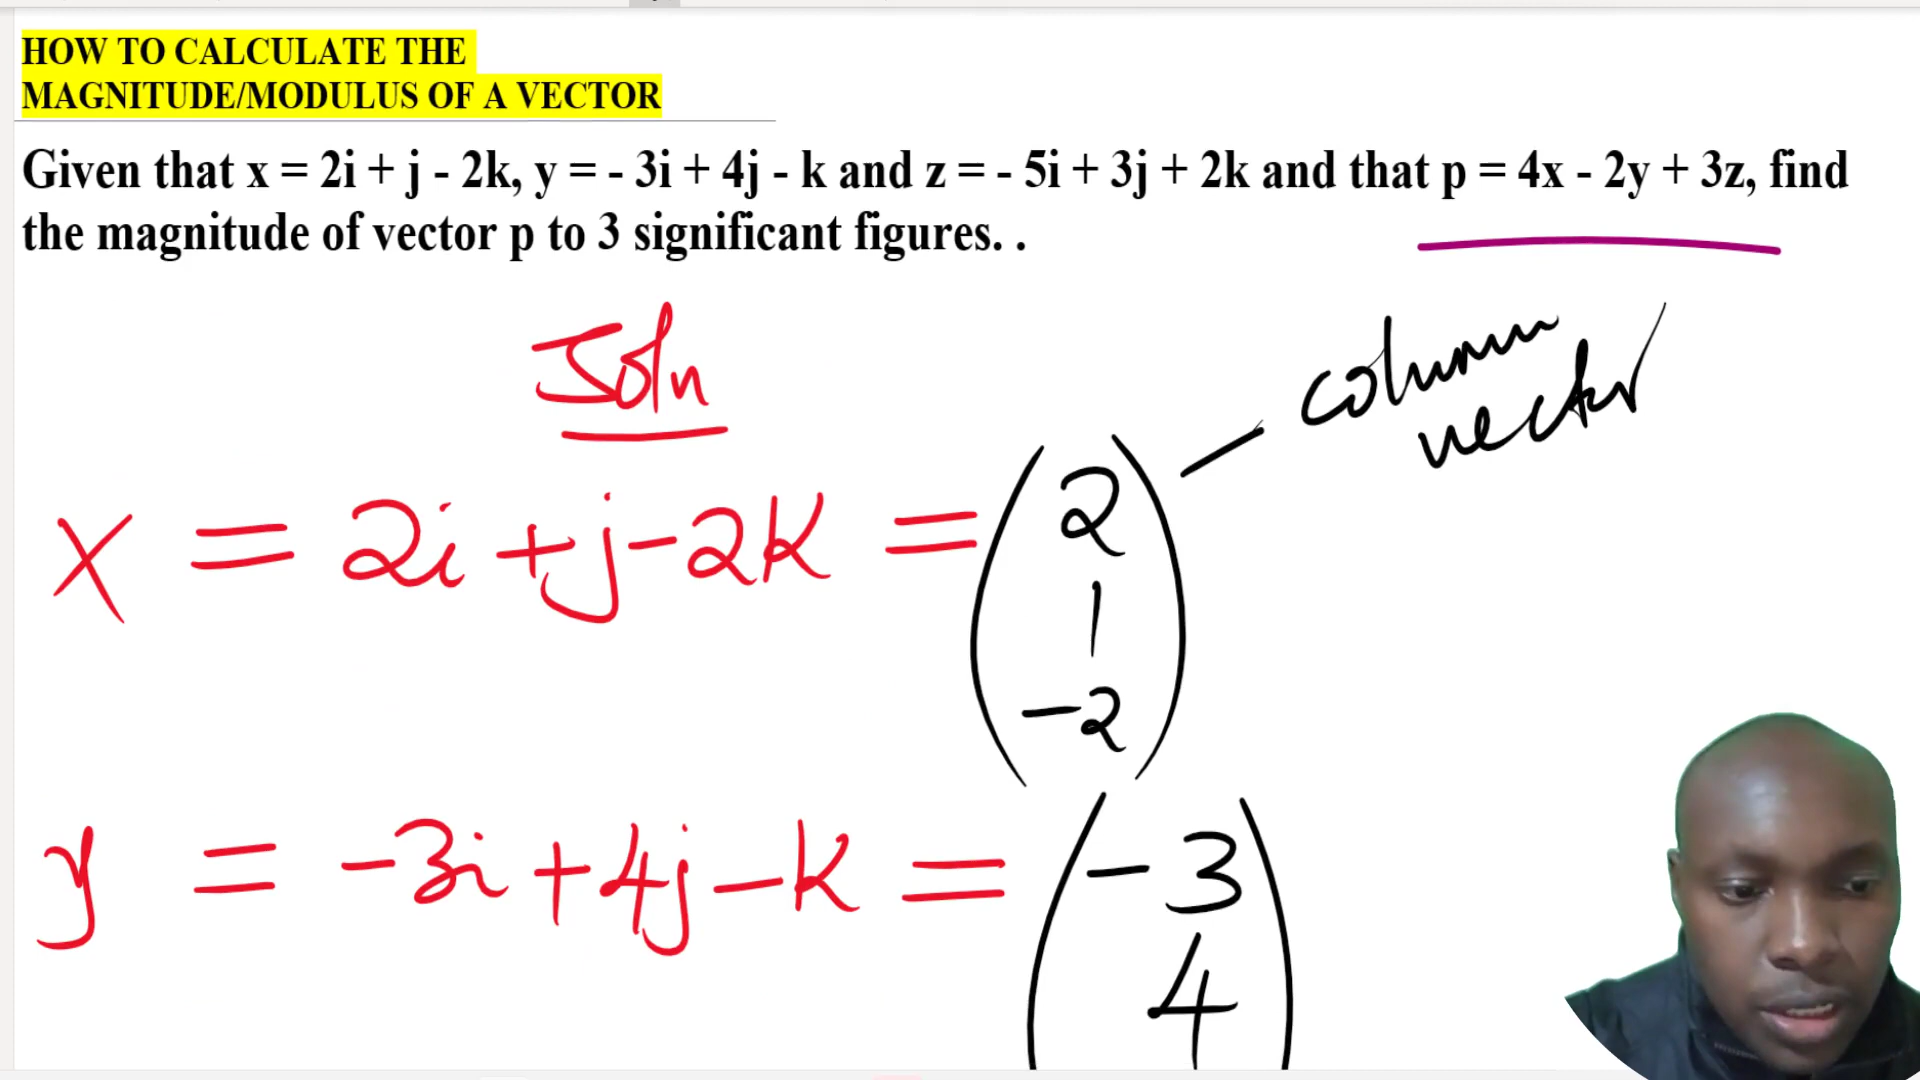 HOW TO CALCULATE THE
MAGNITUDE/MODULUS OF A VECTOR
Given that x = 2i + j - 2k, y = - 3i + 4j - k and z = - 5i + 3j + 2k and that p = 4x - 2y + 3z, find
the magnitude of vector p to 3 significant figures. .
Soln
column
vector
x = 2i + j - 2k = ( 2
1
-2 )
y = -3i + 4j - k = ( -3
4 )